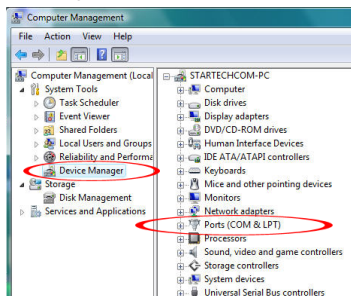 Computer Management
File Action View Help
Computer Management (Local
System Tools
Task Scheduler
Event Viewer
Shared Folders
Local Users and Groups
Reliability and Performa
Device Manager
Storage
Disk Management
Services and Applications
STARTECHCOM-PC
Computer
Disk drives
Display adapters
DVD/CD-ROM drives
Human Interface Devices
IDE ATA/ATAPI controllers
Keyboards
Mice and other pointing devices
Monitors
Network adapters
Ports (COM & LPT)
Processors
Sound, video and game controllers
Storage controllers
System devices
Universal Serial Bus controllers